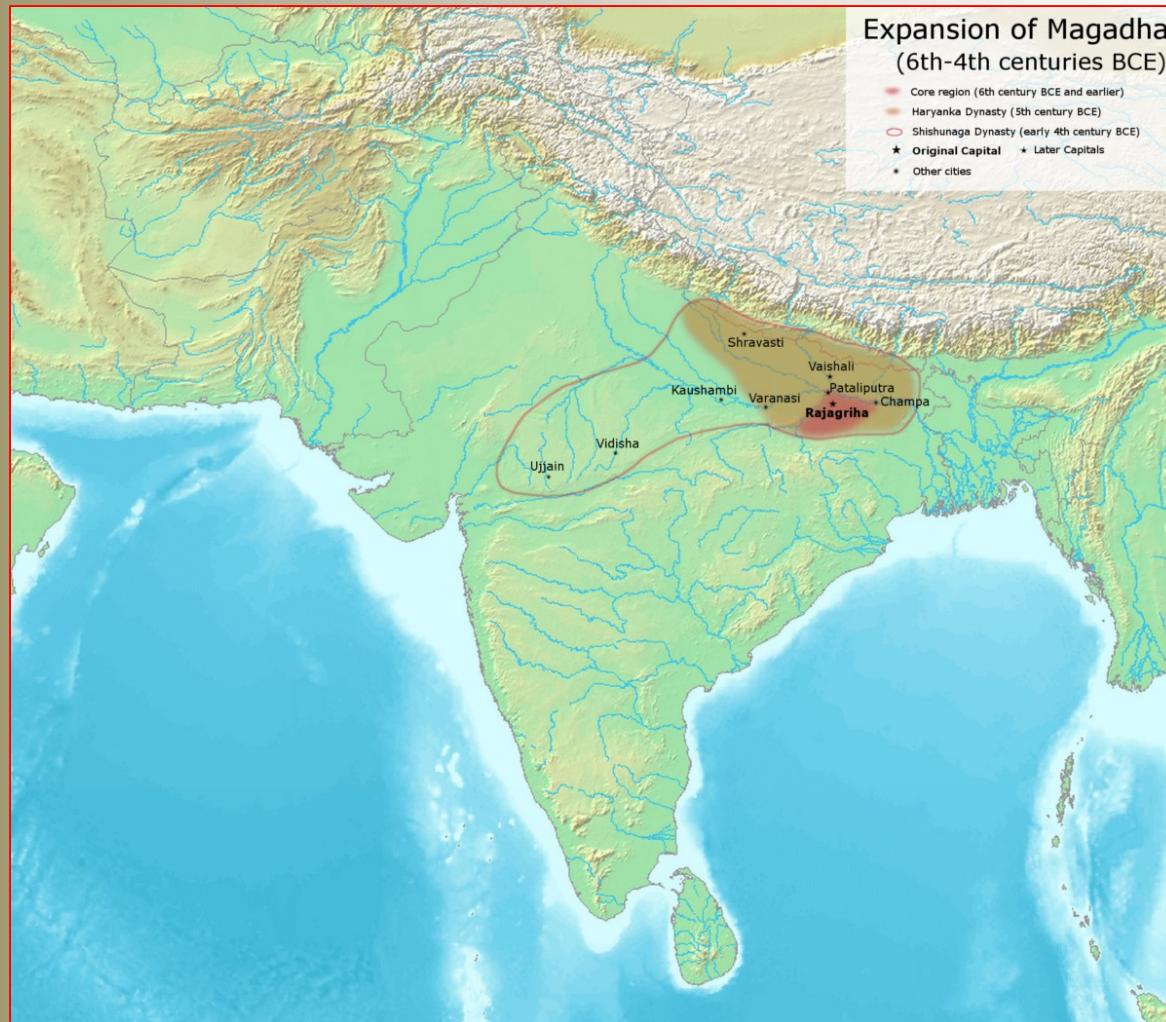 Expansion of Magadha
(6th-4th centuries BCE)
Core region (6th century BCE and earlier)
Haryanka Dynasty (5th century BCE)
Shishunaga Dynasty (early 4th century BCE)
Original Capital Later Capitals
Other cities
Shravasti
Vaishali
Pataliputra
Kaushambi
Varanasi
Champa
Rajagriha
Vidisha
Ujjain